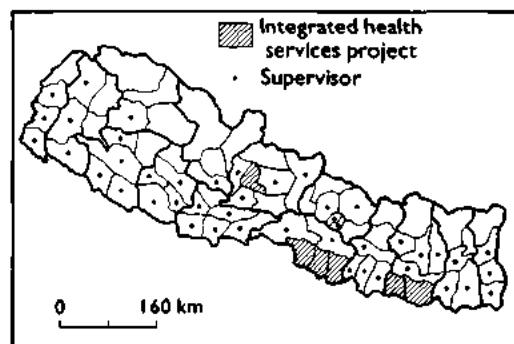 Integrated health
services project
Supervisor
0 160 km